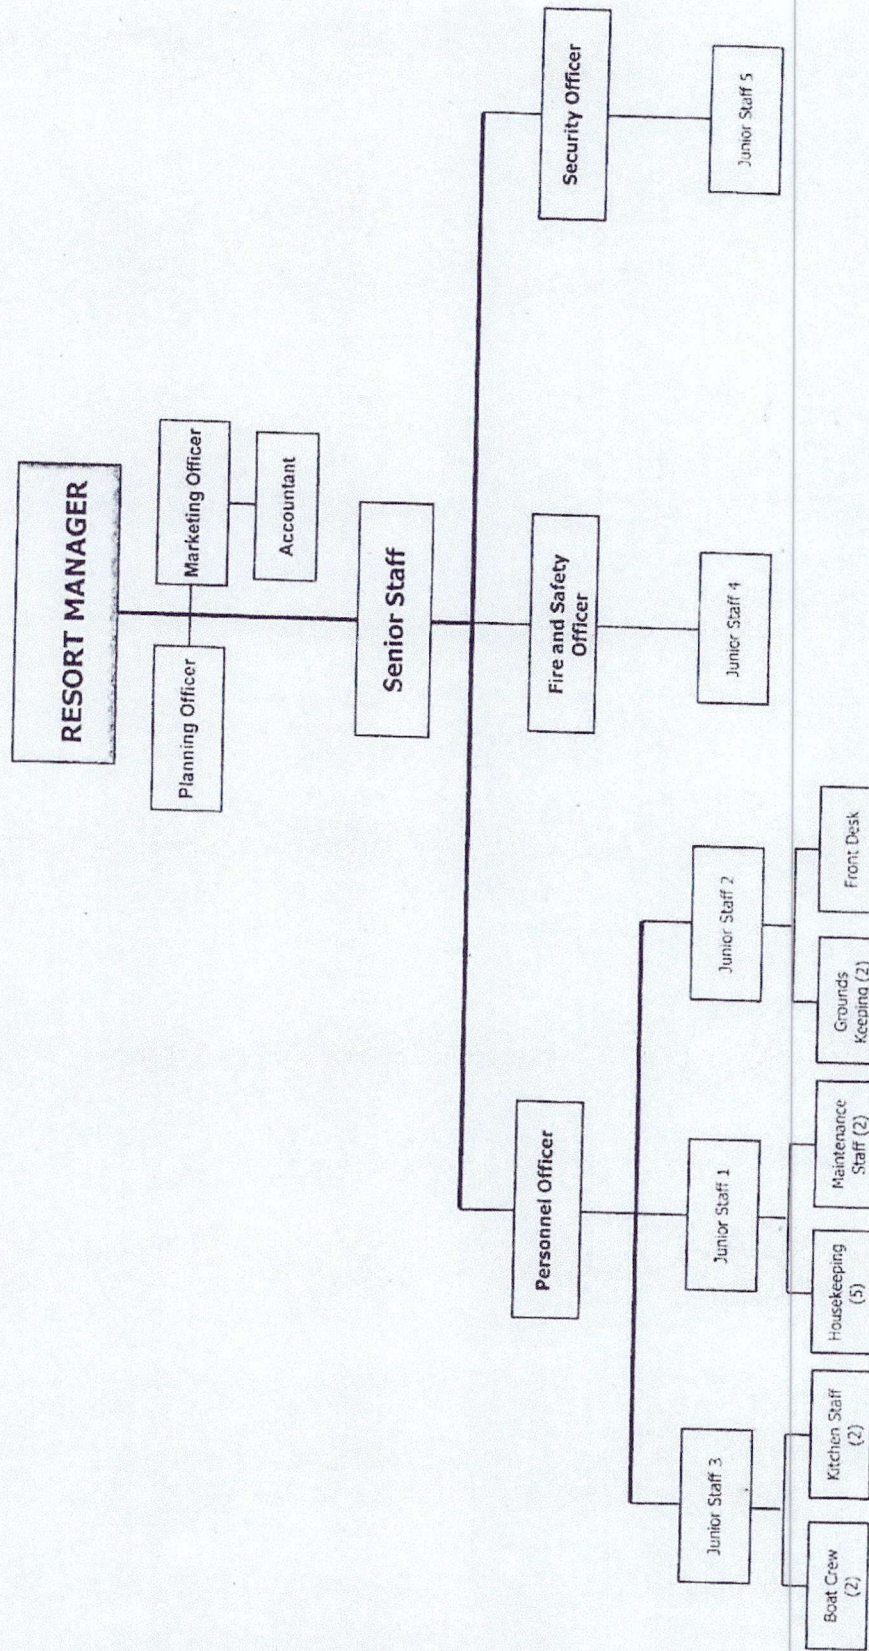 RESORT MANAGER
Planning Officer
Marketing Officer
Accountant
Senior Staff
Personnel Officer
Fire and Safety
Officer
Security Officer
Junior Staff 3
Junior Staff 1
Junior Staff 2
Junior Staff 4
Junior Staff 5
Boat Crew
(2)
Kitchen Staff
(2)
Housekeeping
(5)
Maintenance
Staff (2)
Grounds
Keeping (2)
Front Desk